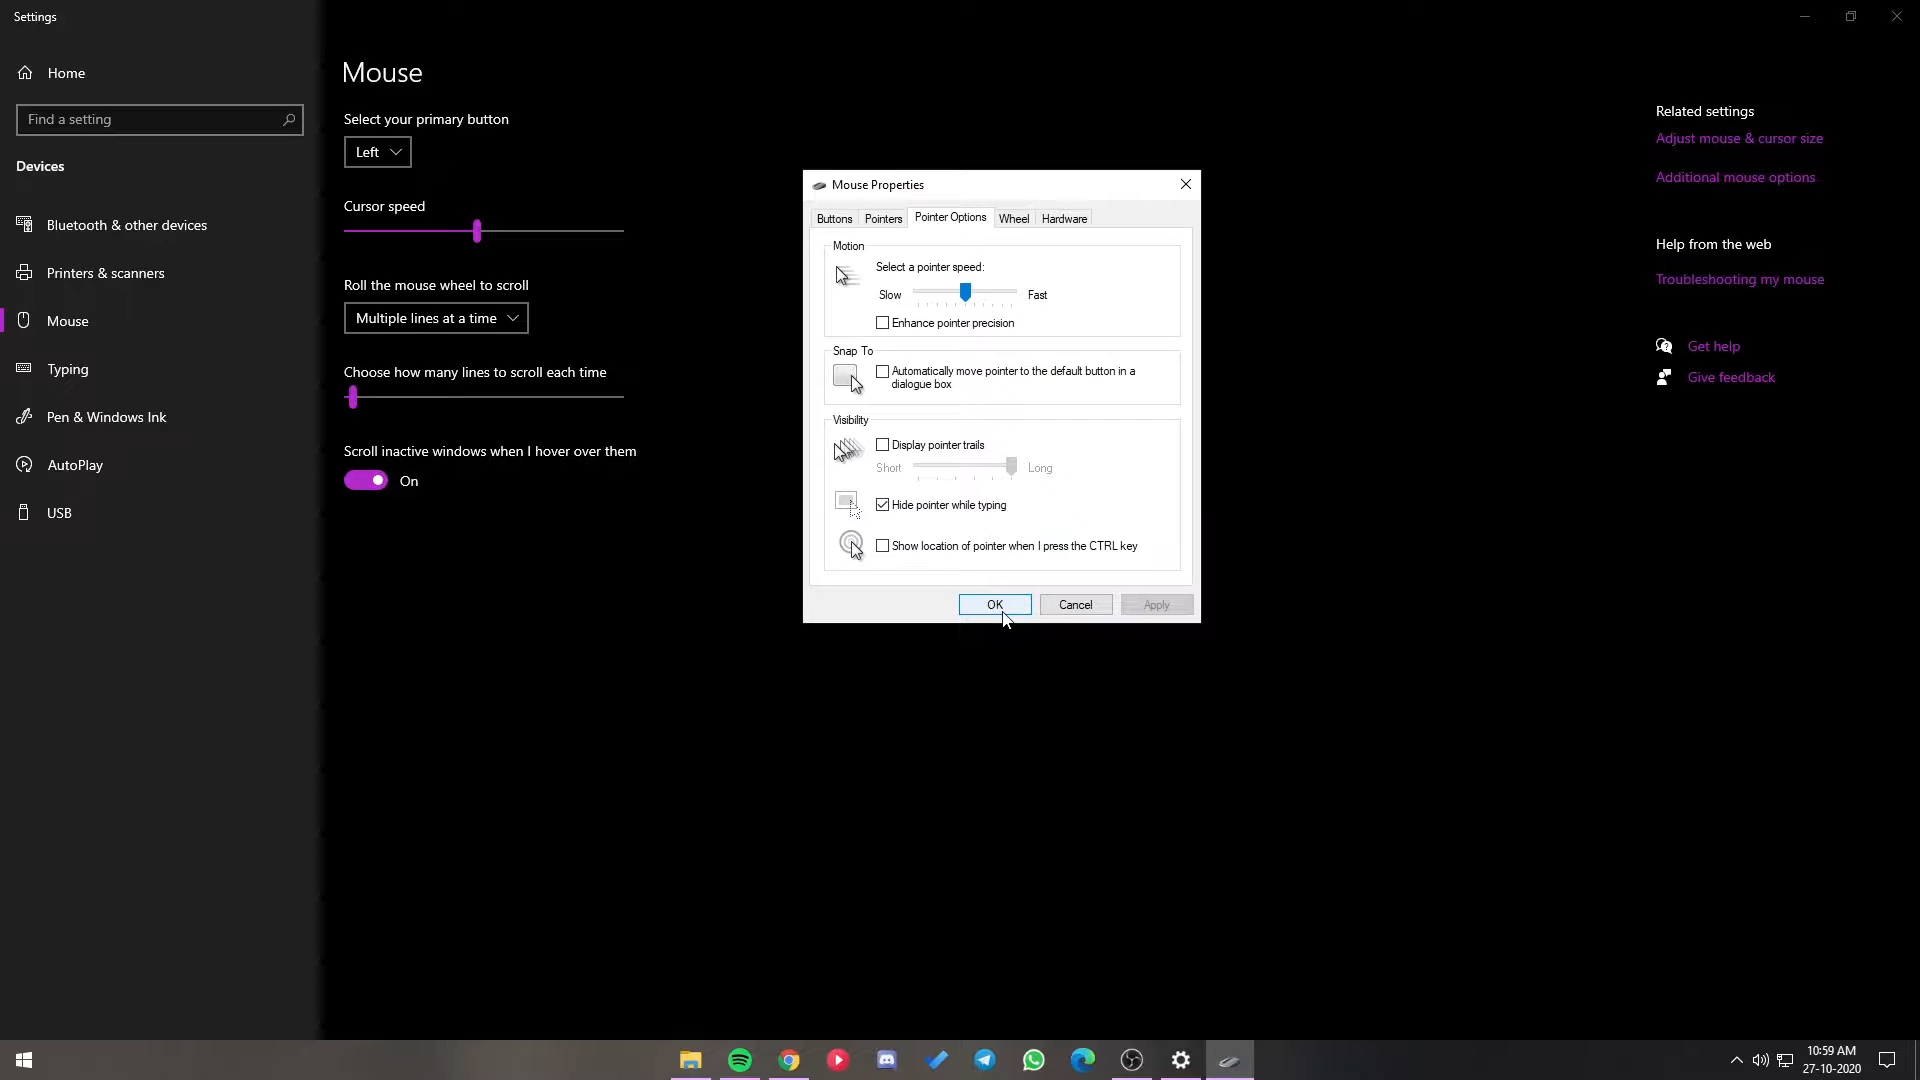 Settings
Home
Find a setting
Devices
Bluetooth & other devices
Printers & scanners
Mouse
Typing
Pen & Windows Ink
AutoPlay
USB
Mouse
Select your primary button
Left
Cursor speed
Roll the mouse wheel to scroll
Multiple lines at a time
Choose how many lines to scroll each time
Scroll inactive windows when I hover over them
On
Mouse Properties
Buttons Pointers Pointer Options Wheel Hardware
Motion
Select a pointer speed:
Slow Fast
Enhance pointer precision
Snap To
Automatically move pointer to the default button in a
dialogue box
Visibility
Display pointer trails
Short Long
Hide pointer while typing
Show location of pointer when I press the CTRL key
OK Cancel Apply
Related settings
Adjust mouse & cursor size
Additional mouse options
Help from the web
Troubleshooting my mouse
Get help
Give feedback
10:59 AM
27-10-2020